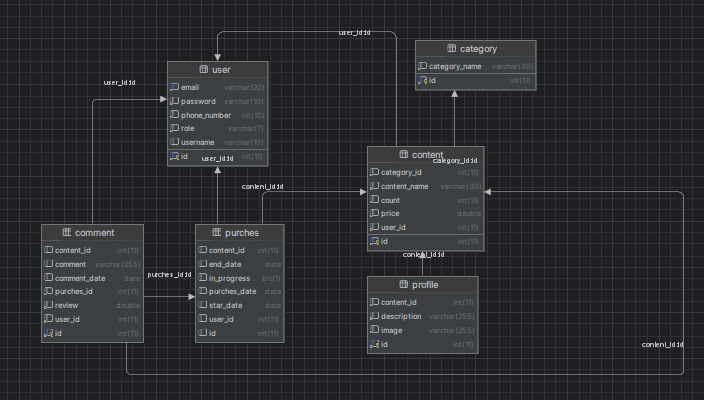 user_id:id
category
category_name varchar(30)
id int(11)
user
email varchar(20)
password varchar(10)
phone_number int(10)
role varchar(7)
username varchar(10)
id int(11)
user_id:id
user_id:id
content
category_id:id
category_id int(11)
content_name varchar(30)
count int(11)
price double
user_id int(11)
id int(11)
content_id:id
comment
content_id int(11)
comment varchar(255)
comment_date date
purches_id int(11)
review double
user_id int(11)
id int(11)
purches_id:id
purches
content_id int(11)
end_date date
in_progress bit(1)
purches_date date
star_date date
user_id int(11)
id int(11)
content_id:id
profile
content_id int(11)
description varchar(255)
image varchar(255)
id int(11)
content_id:id